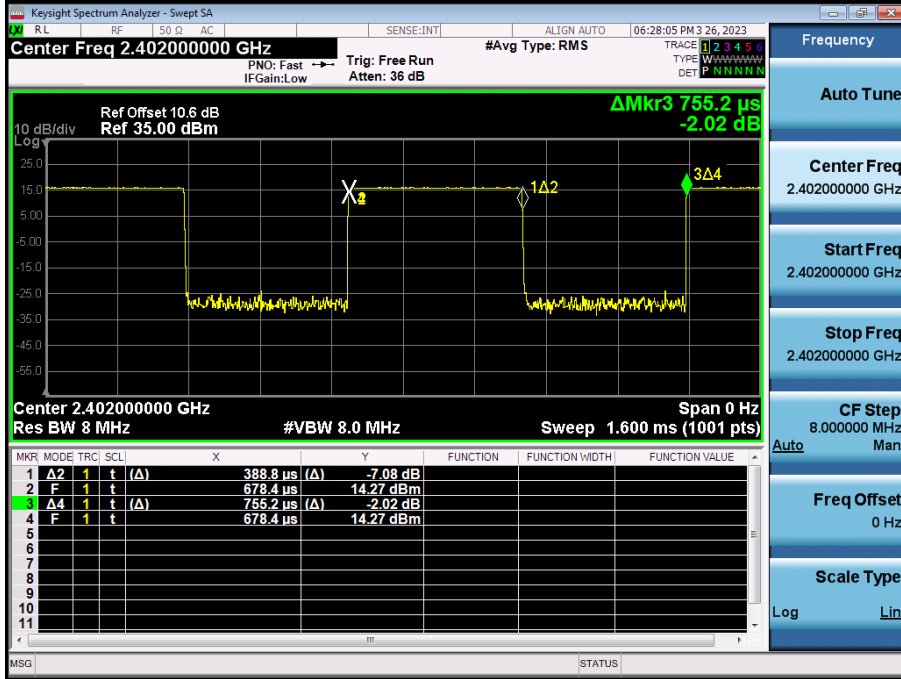 Keysight Spectrum Analyzer - Swept SA
LXI RL RF 50 Ω AC SENSE:INT ALIGN AUTO 06:28:05 PM 3 26, 2023
Center Freq 2.402000000 GHz
#Avg Type: RMS
TRACE 1 2 3 4 5 6
PNO: Fast
Trig: Free Run
TYPE WWWWWW
IFGain:Low
Atten: 36 dB
DET P N N N N N
Frequency
Auto Tune
Center Freq
2.402000000 GHz
Start Freq
2.402000000 GHz
Stop Freq
2.402000000 GHz
CF Step
8.000000 MHz
Auto Man
Freq Offset
0 Hz
Scale Type
Log Lin
ΔMkr3 755.2 µs
-2.02 dB
Ref Offset 10.6 dB
10 dB/div Ref 35.00 dBm
Log
25.0
15.0
5.00
-5.00
-15.0
-25.0
-35.0
-45.0
-55.0
1Δ2
3Δ4
Center 2.402000000 GHz Span 0 Hz
Res BW 8 MHz #VBW 8.0 MHz Sweep 1.600 ms (1001 pts)
MKR MODE TRC SCL X Y FUNCTION FUNCTION WIDTH FUNCTION VALUE
1 Δ2 1 t (Δ) 388.8 µs (Δ) -7.08 dB
2 F 1 t 678.4 µs 14.27 dBm
3 Δ4 1 t (Δ) 755.2 µs (Δ) -2.02 dB
4 F 1 t 678.4 µs 14.27 dBm
5
6
7
8
9
10
11
MSG STATUS